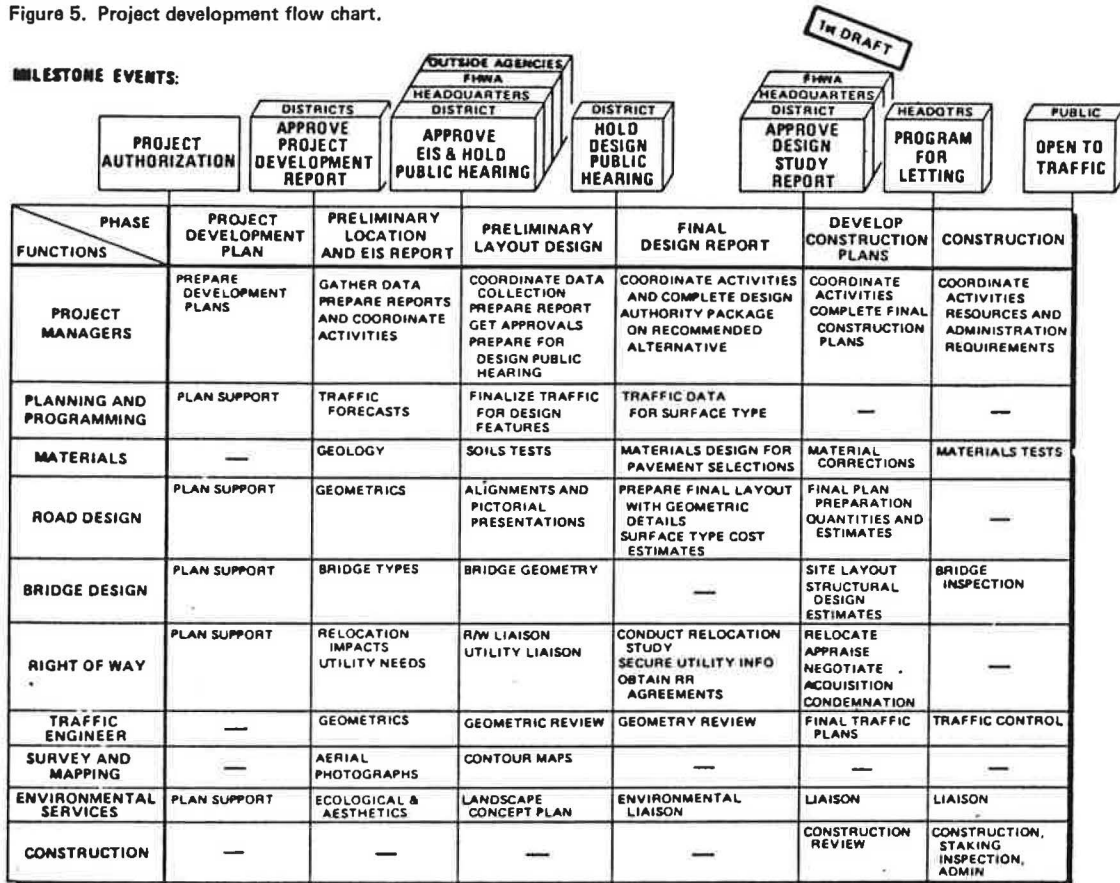 Figure 5. Project development flow chart.
1st DRAFT
MILESTONE EVENTS:
PROJECT
AUTHORIZATION
DISTRICTS
APPROVE
PROJECT
DEVELOPMENT
REPORT
OUTSIDE AGENCIES
FHWA
HEADQUARTERS
DISTRICT
APPROVE
EIS & HOLD
PUBLIC HEARING
DISTRICT
HOLD
DESIGN
PUBLIC
HEARING
FHWA
HEADQUARTERS
DISTRICT
APPROVE
DESIGN
STUDY
REPORT
HEADQTRS
PROGRAM
FOR
LETTING
PUBLIC
OPEN TO
TRAFFIC
PHASE
FUNCTIONS
PROJECT
DEVELOPMENT
PLAN
PRELIMINARY
LOCATION
AND EIS REPORT
PRELIMINARY
LAYOUT DESIGN
FINAL
DESIGN REPORT
DEVELOP
CONSTRUCTION
PLANS
CONSTRUCTION
PROJECT
MANAGERS
PREPARE
DEVELOPMENT
PLANS
GATHER DATA
PREPARE REPORTS
AND COORDINATE
ACTIVITIES
COORDINATE DATA
COLLECTION
PREPARE REPORT
GET APPROVALS
PREPARE FOR
DESIGN PUBLIC
HEARING
COORDINATE ACTIVITIES
AND COMPLETE DESIGN
AUTHORITY PACKAGE
ON RECOMMENDED
ALTERNATIVE
COORDINATE
ACTIVITIES
COMPLETE FINAL
CONSTRUCTION
PLANS
COORDINATE
ACTIVITIES
RESOURCES AND
ADMINISTRATION
REQUIREMENTS
PLANNING AND
PROGRAMMING
PLAN SUPPORT
TRAFFIC
FORECASTS
FINALIZE TRAFFIC
FOR DESIGN
FEATURES
TRAFFIC DATA
FOR SURFACE TYPE
—
—
MATERIALS
—
GEOLOGY
SOILS TESTS
MATERIALS DESIGN FOR
PAVEMENT SELECTIONS
MATERIAL
CORRECTIONS
MATERIALS TESTS
ROAD DESIGN
PLAN SUPPORT
GEOMETRICS
ALIGNMENTS AND
PICTORIAL
PRESENTATIONS
PREPARE FINAL LAYOUT
WITH GEOMETRIC
DETAILS
SURFACE TYPE COST
ESTIMATES
FINAL PLAN
PREPARATION
QUANTITIES AND
ESTIMATES
—
BRIDGE DESIGN
PLAN SUPPORT
BRIDGE TYPES
BRIDGE GEOMETRY
—
SITE LAYOUT
STRUCTURAL
DESIGN
ESTIMATES
BRIDGE
INSPECTION
RIGHT OF WAY
PLAN SUPPORT
RELOCATION
IMPACTS
UTILITY NEEDS
R/W LIAISON
UTILITY LIAISON
CONDUCT RELOCATION
STUDY
SECURE UTILITY INFO
OBTAIN RR
AGREEMENTS
RELOCATE
APPRAISE
NEGOTIATE
ACQUISITION
CONDEMNATION
—
TRAFFIC
ENGINEER
—
GEOMETRICS
GEOMETRIC REVIEW
GEOMETRY REVIEW
FINAL TRAFFIC
PLANS
TRAFFIC CONTROL
SURVEY AND
MAPPING
—
AERIAL
PHOTOGRAPHS
CONTOUR MAPS
—
—
—
ENVIRONMENTAL
SERVICES
PLAN SUPPORT
ECOLOGICAL &
AESTHETICS
LANDSCAPE
CONCEPT PLAN
ENVIRONMENTAL
LIAISON
LIAISON
LIAISON
CONSTRUCTION
—
—
—
—
CONSTRUCTION
REVIEW
CONSTRUCTION,
STAKING
INSPECTION,
ADMIN